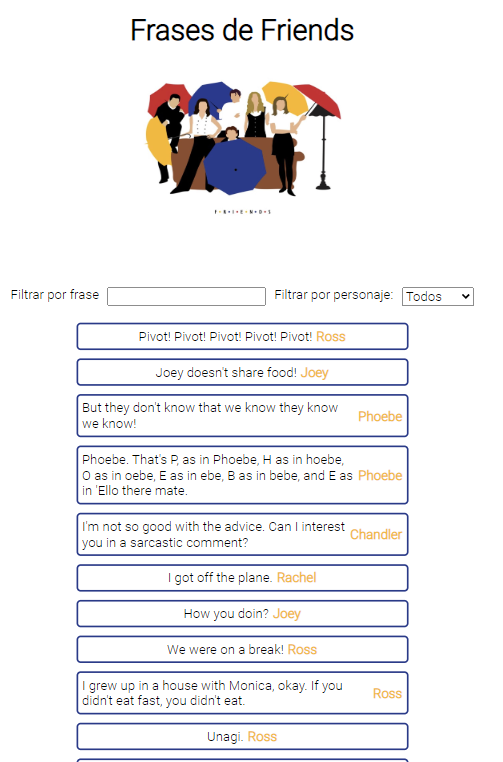 Frases de Friends
F·R·I·E·N·D·S
Filtrar por frase
Filtrar por personaje: Todos
Pivot! Pivot! Pivot! Pivot! Pivot! Ross
Joey doesn't share food! Joey
But they don't know that we know they know
we know! Phoebe
Phoebe. That's P, as in Phoebe, H as in hoebe,
O as in oebe, E as in ebe, B as in bebe, and E as
in 'Ello there mate. Phoebe
I'm not so good with the advice. Can I interest
you in a sarcastic comment? Chandler
I got off the plane. Rachel
How you doin? Joey
We were on a break! Ross
I grew up in a house with Monica, okay. If you
didn't eat fast, you didn't eat. Ross
Unagi. Ross